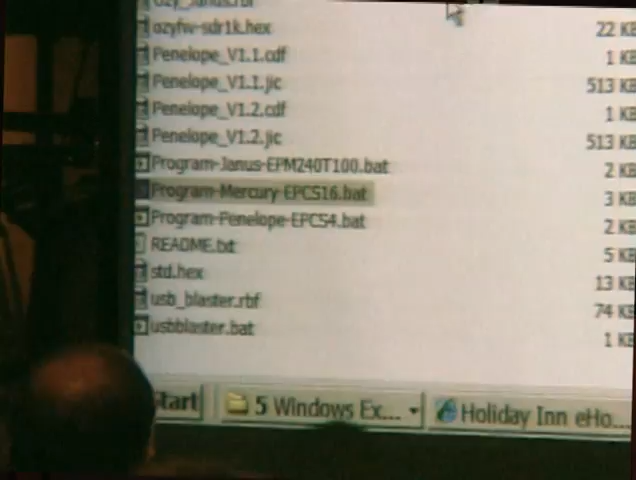 Ozy_Janus.rbf
ozyfw-sdr1k.hex 22 KB
Penelope_V1.1.cdf 1 KB
Penelope_V1.1.jic 513 KB
Penelope_V1.2.cdf 1 KB
Penelope_V1.2.jic 513 KB
Program-Janus-EPM240T100.bat 2 KB
Program-Mercury-EPCS16.bat 3 KB
Program-Penelope-EPCS4.bat 2 KB
README.txt 5 KB
std.hex 13 KB
usb_blaster.rbf 74 KB
usbblaster.bat 1 KB
Start 5 Windows Ex... Holiday Inn eHo...